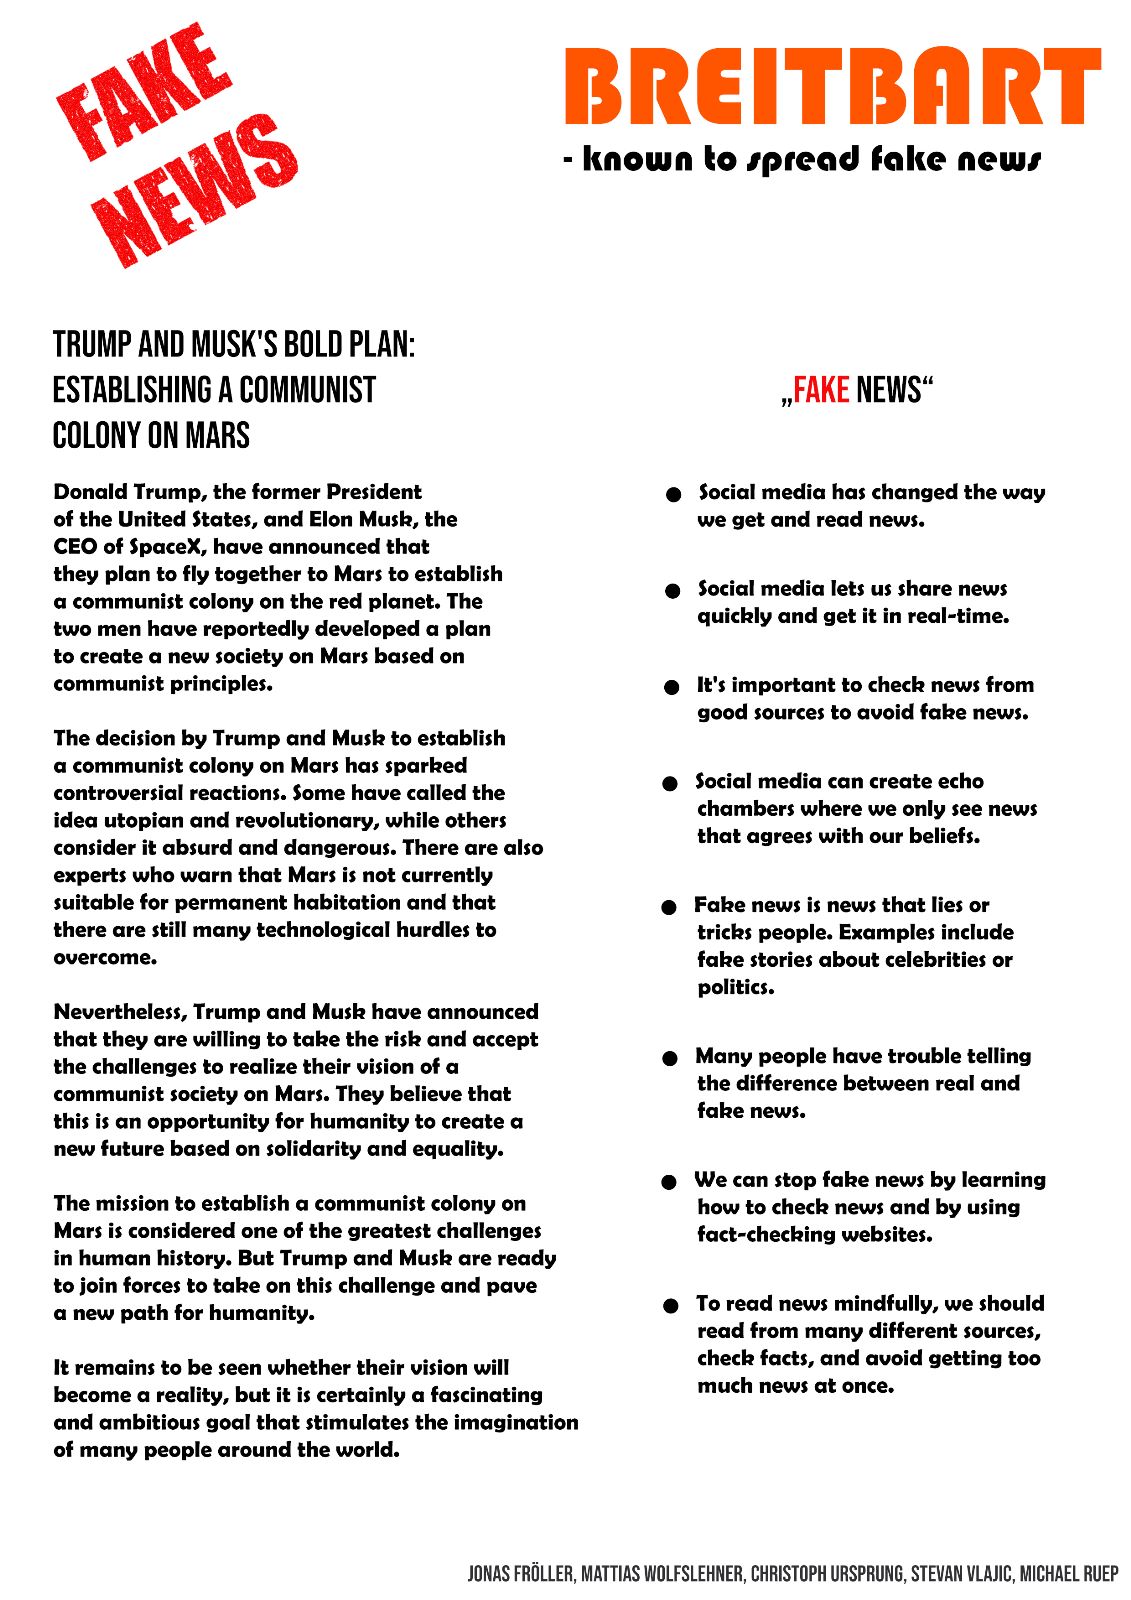 FAKE
NEWS
BREITBART
- known to spread fake news
TRUMP AND MUSK'S BOLD PLAN:
ESTABLISHING A COMMUNIST
COLONY ON MARS
Donald Trump, the former President
of the United States, and Elon Musk, the
CEO of SpaceX, have announced that
they plan to fly together to Mars to establish
a communist colony on the red planet. The
two men have reportedly developed a plan
to create a new society on Mars based on
communist principles.
The decision by Trump and Musk to establish
a communist colony on Mars has sparked
controversial reactions. Some have called the
idea utopian and revolutionary, while others
consider it absurd and dangerous. There are also
experts who warn that Mars is not currently
suitable for permanent habitation and that
there are still many technological hurdles to
overcome.
Nevertheless, Trump and Musk have announced
that they are willing to take the risk and accept
the challenges to realize their vision of a
communist society on Mars. They believe that
this is an opportunity for humanity to create a
new future based on solidarity and equality.
The mission to establish a communist colony on
Mars is considered one of the greatest challenges
in human history. But Trump and Musk are ready
to join forces to take on this challenge and pave
a new path for humanity.
It remains to be seen whether their vision will
become a reality, but it is certainly a fascinating
and ambitious goal that stimulates the imagination
of many people around the world.
„FAKE NEWS“
● Social media has changed the way
we get and read news.
● Social media lets us share news
quickly and get it in real-time.
● It's important to check news from
good sources to avoid fake news.
● Social media can create echo
chambers where we only see news
that agrees with our beliefs.
● Fake news is news that lies or
tricks people. Examples include
fake stories about celebrities or
politics.
● Many people have trouble telling
the difference between real and
fake news.
● We can stop fake news by learning
how to check news and by using
fact-checking websites.
● To read news mindfully, we should
read from many different sources,
check facts, and avoid getting too
much news at once.
JONAS FRÖLLER, MATTIAS WOLFSLEHNER, CHRISTOPH URSPRUNG, STEVAN VLAJIC, MICHAEL RUEP